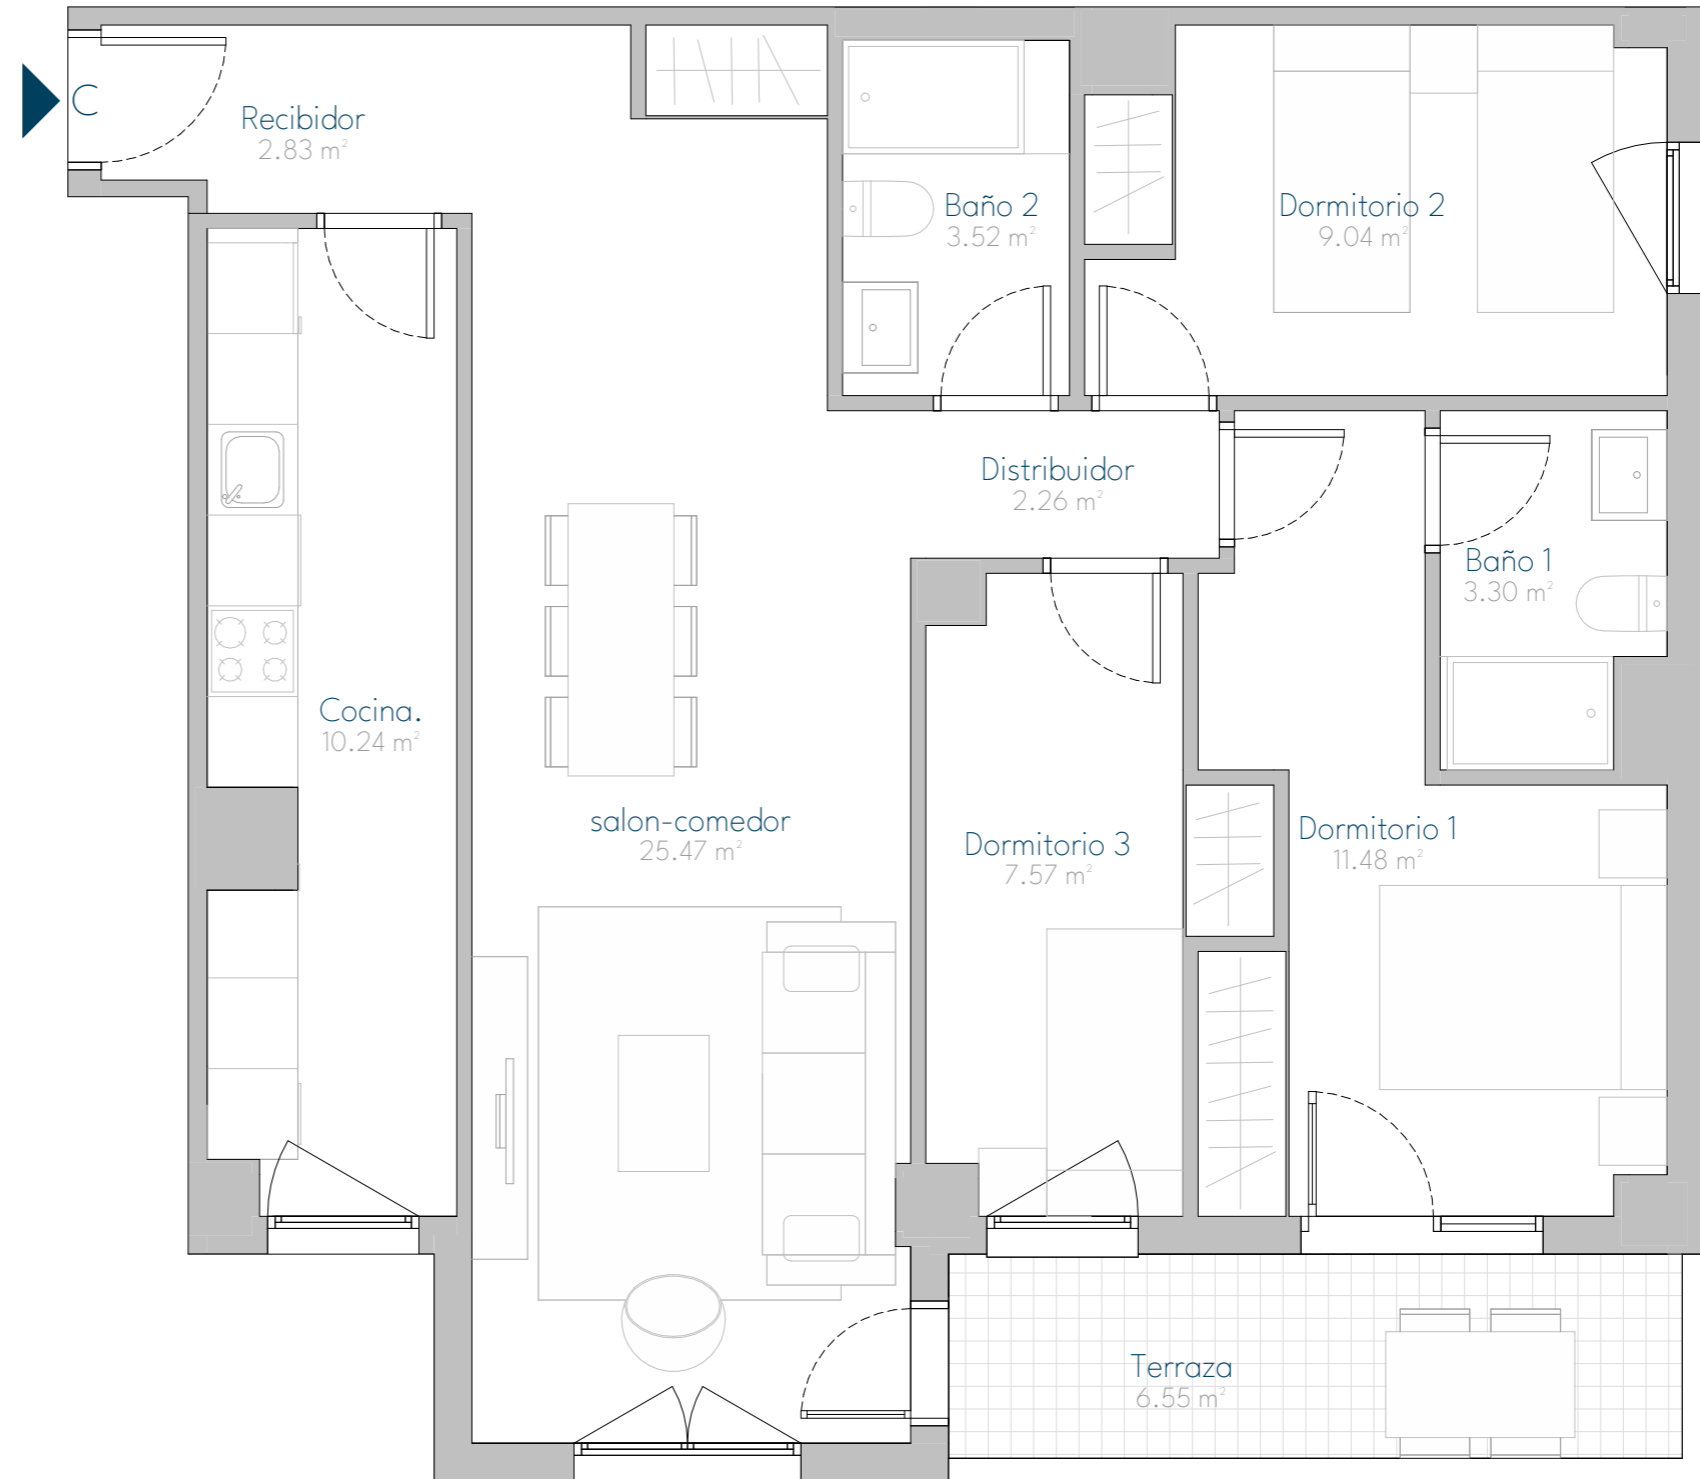 C
Recibidor
2.83 m²
Baño 2
3.52 m²
Dormitorio 2
9.04 m²
Distribuidor
2.26 m²
Baño 1
3.30 m²
Cocina.
10.24 m²
salon-comedor
25.47 m²
Dormitorio 3
7.57 m²
Dormitorio 1
11.48 m²
Terraza
6.55 m²